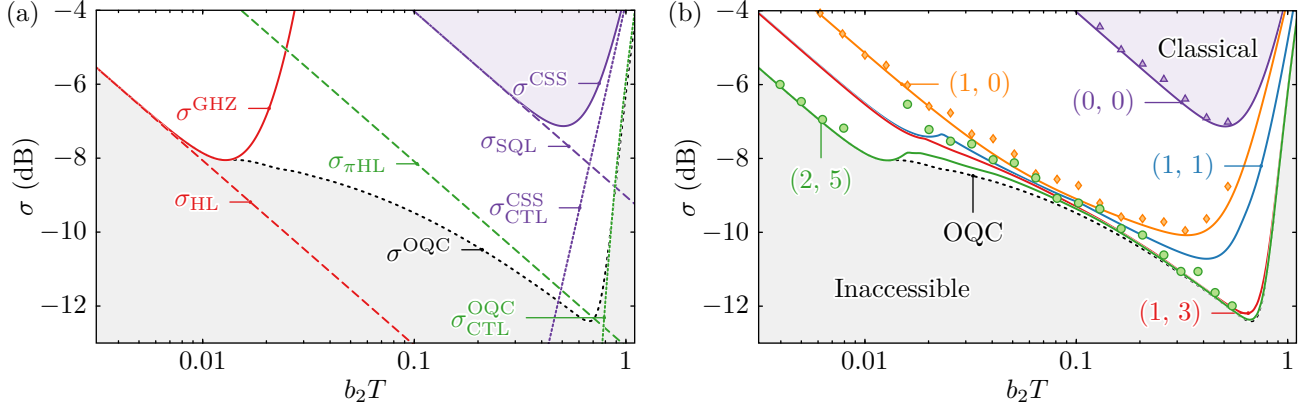 (a)
σ (dB)
−4
−6
−8
−10
−12
σ^GHZ
σ_HL
σ_πHL
σ^OQC
σ^CSS
σ_SQL
σ^CSS_CTL
σ^OQC_CTL
0.01
0.1
1
b₂T
(b)
σ (dB)
−4
−6
−8
−10
−12
Classical
(1, 0)
(0, 0)
(2, 5)
(1, 1)
OQC
Inaccessible
(1, 3)
0.01
0.1
1
b₂T